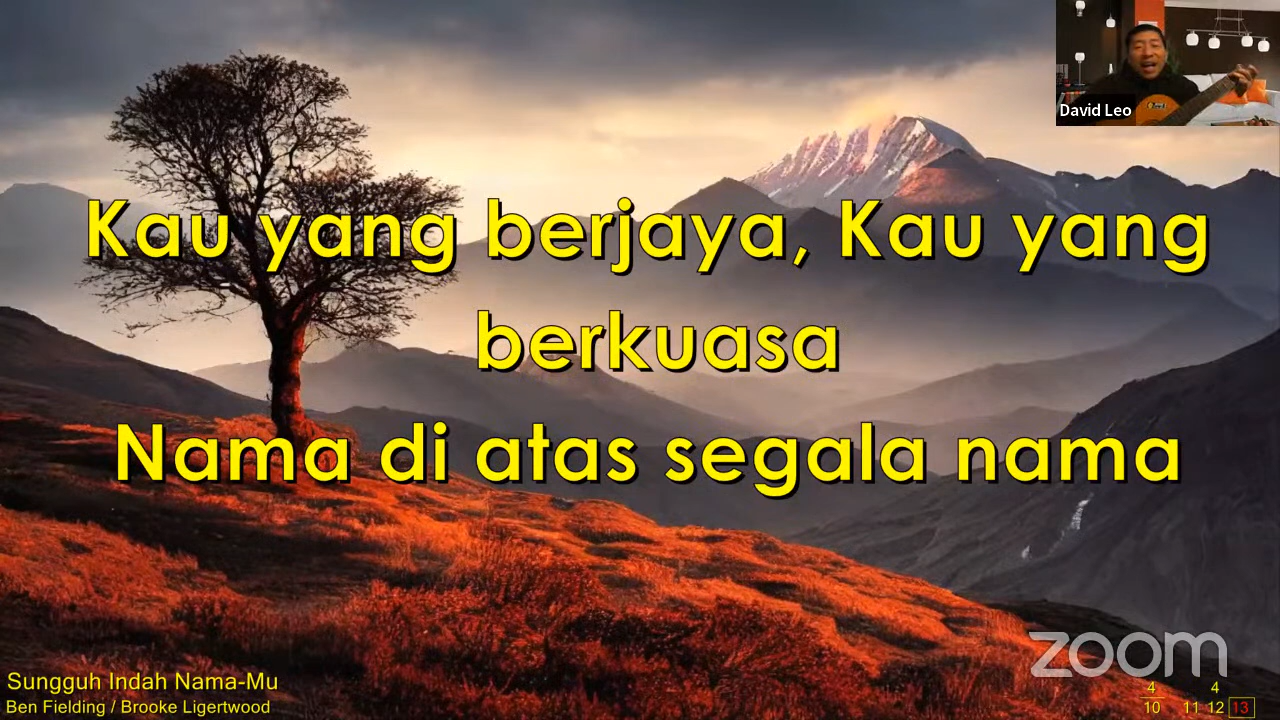 David Leo
Kau yang berjaya, Kau yang
berkuasa
Nama di atas segala nama
zoom
Sungguh Indah Nama-Mu
Ben Fielding / Brooke Ligertwood
4 4
10 11 12 13